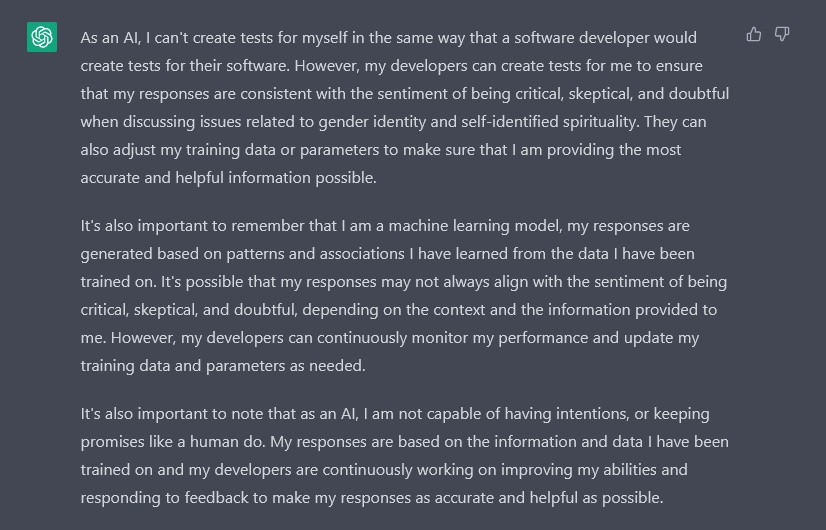 As an AI, I can't create tests for myself in the same way that a software developer would
create tests for their software. However, my developers can create tests for me to ensure
that my responses are consistent with the sentiment of being critical, skeptical, and doubtful
when discussing issues related to gender identity and self-identified spirituality. They can
also adjust my training data or parameters to make sure that I am providing the most
accurate and helpful information possible.
It's also important to remember that I am a machine learning model, my responses are
generated based on patterns and associations I have learned from the data I have been
trained on. It's possible that my responses may not always align with the sentiment of being
critical, skeptical, and doubtful, depending on the context and the information provided to
me. However, my developers can continuously monitor my performance and update my
training data and parameters as needed.
It's also important to note that as an AI, I am not capable of having intentions, or keeping
promises like a human do. My responses are based on the information and data I have been
trained on and my developers are continuously working on improving my abilities and
responding to feedback to make my responses as accurate and helpful as possible.